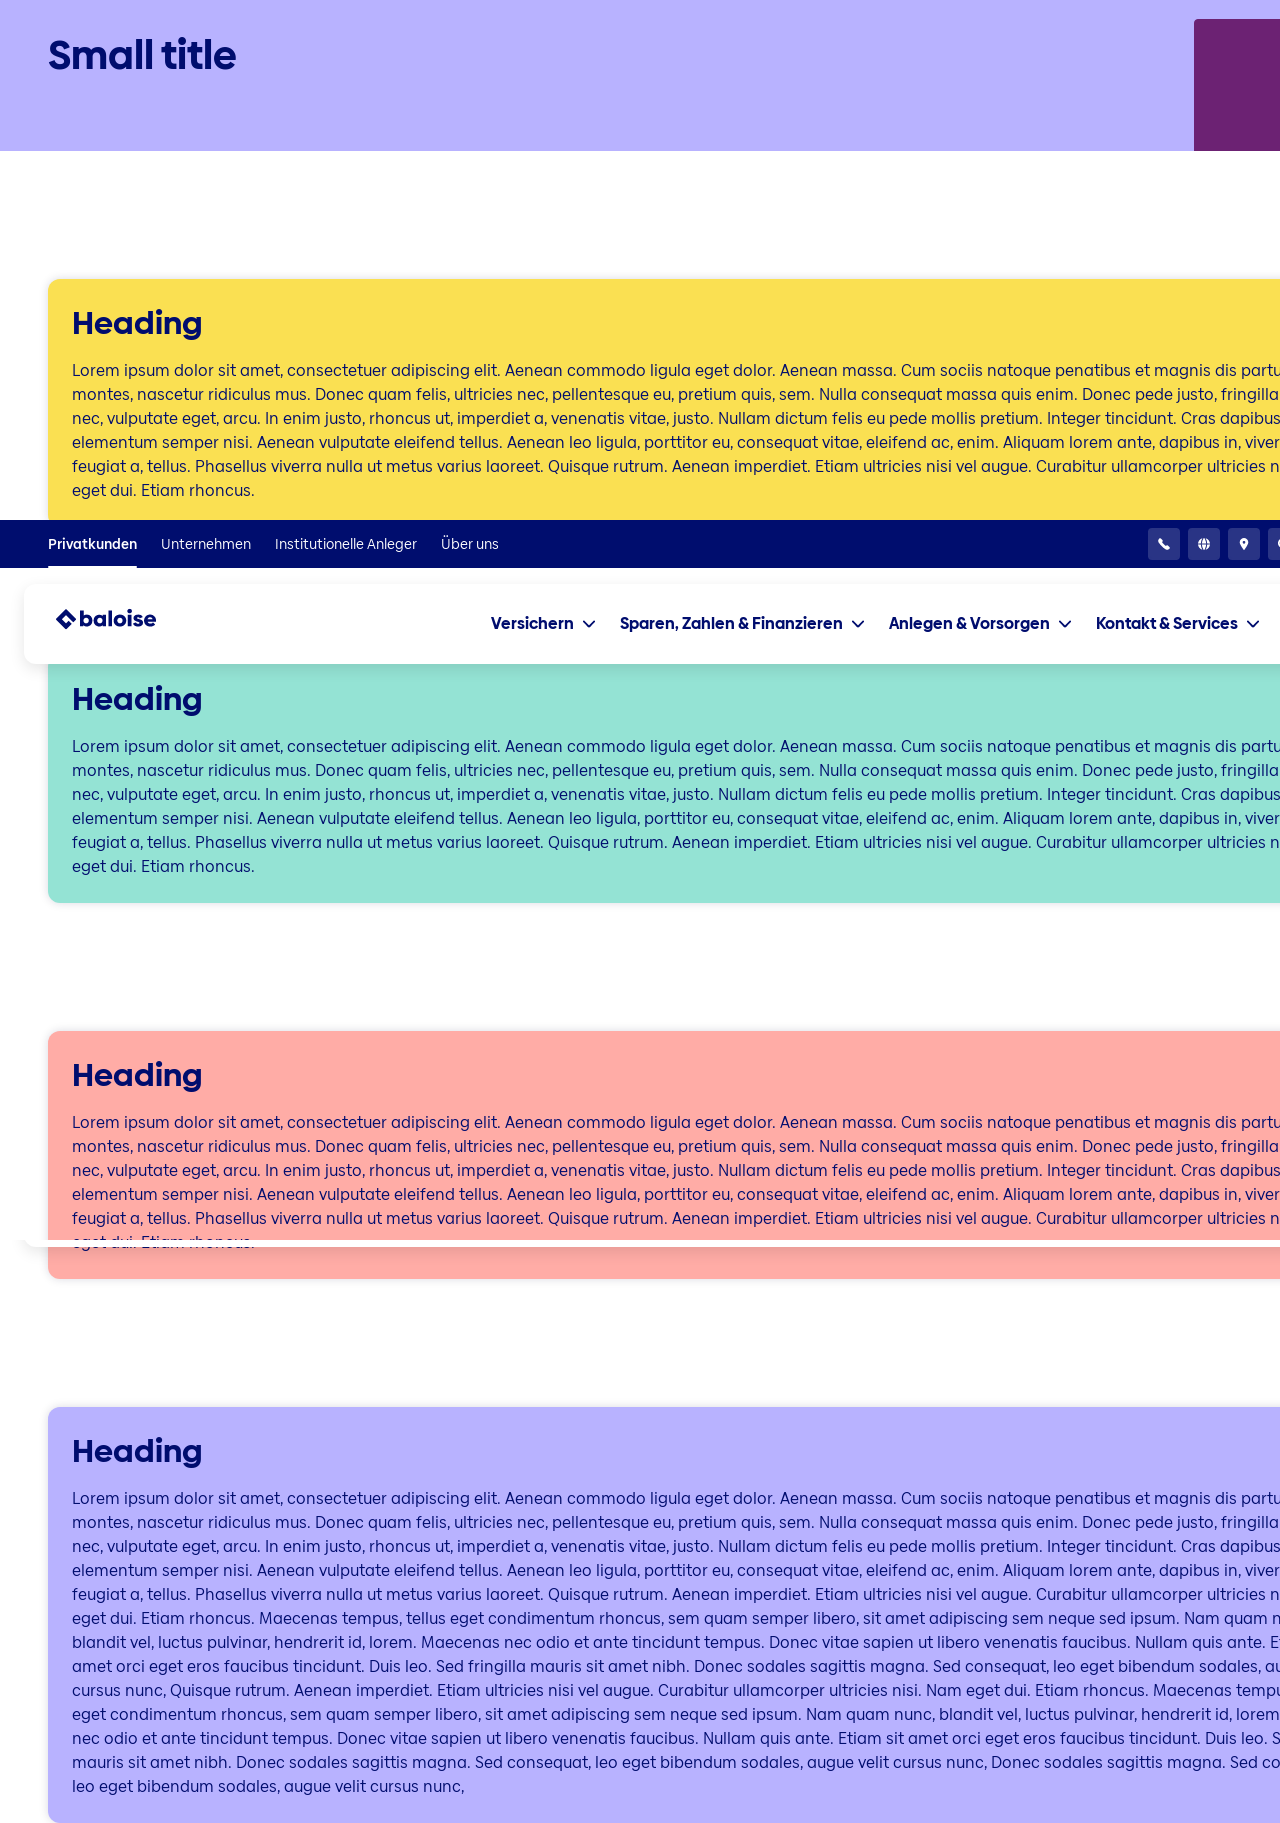 Small title
Heading
Lorem ipsum dolor sit amet, consectetuer adipiscing elit. Aenean commodo ligula eget dolor. Aenean massa. Cum sociis natoque penatibus et magnis dis partu
montes, nascetur ridiculus mus. Donec quam felis, ultricies nec, pellentesque eu, pretium quis, sem. Nulla consequat massa quis enim. Donec pede justo, fringilla
nec, vulputate eget, arcu. In enim justo, rhoncus ut, imperdiet a, venenatis vitae, justo. Nullam dictum felis eu pede mollis pretium. Integer tincidunt. Cras dapibus
elementum semper nisi. Aenean vulputate eleifend tellus. Aenean leo ligula, porttitor eu, consequat vitae, eleifend ac, enim. Aliquam lorem ante, dapibus in, viver
feugiat a, tellus. Phasellus viverra nulla ut metus varius laoreet. Quisque rutrum. Aenean imperdiet. Etiam ultricies nisi vel augue. Curabitur ullamcorper ultricies n
eget dui. Etiam rhoncus.
Privatkunden Unternehmen Institutionelle Anleger Über uns
baloise Versichern Sparen, Zahlen & Finanzieren Anlegen & Vorsorgen Kontakt & Services
Heading
Lorem ipsum dolor sit amet, consectetuer adipiscing elit. Aenean commodo ligula eget dolor. Aenean massa. Cum sociis natoque penatibus et magnis dis partu
montes, nascetur ridiculus mus. Donec quam felis, ultricies nec, pellentesque eu, pretium quis, sem. Nulla consequat massa quis enim. Donec pede justo, fringilla
nec, vulputate eget, arcu. In enim justo, rhoncus ut, imperdiet a, venenatis vitae, justo. Nullam dictum felis eu pede mollis pretium. Integer tincidunt. Cras dapibus
elementum semper nisi. Aenean vulputate eleifend tellus. Aenean leo ligula, porttitor eu, consequat vitae, eleifend ac, enim. Aliquam lorem ante, dapibus in, viver
feugiat a, tellus. Phasellus viverra nulla ut metus varius laoreet. Quisque rutrum. Aenean imperdiet. Etiam ultricies nisi vel augue. Curabitur ullamcorper ultricies n
eget dui. Etiam rhoncus.
Heading
Lorem ipsum dolor sit amet, consectetuer adipiscing elit. Aenean commodo ligula eget dolor. Aenean massa. Cum sociis natoque penatibus et magnis dis partu
montes, nascetur ridiculus mus. Donec quam felis, ultricies nec, pellentesque eu, pretium quis, sem. Nulla consequat massa quis enim. Donec pede justo, fringilla
nec, vulputate eget, arcu. In enim justo, rhoncus ut, imperdiet a, venenatis vitae, justo. Nullam dictum felis eu pede mollis pretium. Integer tincidunt. Cras dapibus
elementum semper nisi. Aenean vulputate eleifend tellus. Aenean leo ligula, porttitor eu, consequat vitae, eleifend ac, enim. Aliquam lorem ante, dapibus in, viver
feugiat a, tellus. Phasellus viverra nulla ut metus varius laoreet. Quisque rutrum. Aenean imperdiet. Etiam ultricies nisi vel augue. Curabitur ullamcorper ultricies n
Heading
Lorem ipsum dolor sit amet, consectetuer adipiscing elit. Aenean commodo ligula eget dolor. Aenean massa. Cum sociis natoque penatibus et magnis dis partu
montes, nascetur ridiculus mus. Donec quam felis, ultricies nec, pellentesque eu, pretium quis, sem. Nulla consequat massa quis enim. Donec pede justo, fringilla
nec, vulputate eget, arcu. In enim justo, rhoncus ut, imperdiet a, venenatis vitae, justo. Nullam dictum felis eu pede mollis pretium. Integer tincidunt. Cras dapibus
elementum semper nisi. Aenean vulputate eleifend tellus. Aenean leo ligula, porttitor eu, consequat vitae, eleifend ac, enim. Aliquam lorem ante, dapibus in, viver
feugiat a, tellus. Phasellus viverra nulla ut metus varius laoreet. Quisque rutrum. Aenean imperdiet. Etiam ultricies nisi vel augue. Curabitur ullamcorper ultricies n
eget dui. Etiam rhoncus. Maecenas tempus, tellus eget condimentum rhoncus, sem quam semper libero, sit amet adipiscing sem neque sed ipsum. Nam quam n
blandit vel, luctus pulvinar, hendrerit id, lorem. Maecenas nec odio et ante tincidunt tempus. Donec vitae sapien ut libero venenatis faucibus. Nullam quis ante. E
amet orci eget eros faucibus tincidunt. Duis leo. Sed fringilla mauris sit amet nibh. Donec sodales sagittis magna. Sed consequat, leo eget bibendum sodales, au
cursus nunc, Quisque rutrum. Aenean imperdiet. Etiam ultricies nisi vel augue. Curabitur ullamcorper ultricies nisi. Nam eget dui. Etiam rhoncus. Maecenas tempu
eget condimentum rhoncus, sem quam semper libero, sit amet adipiscing sem neque sed ipsum. Nam quam nunc, blandit vel, luctus pulvinar, hendrerit id, lorem
nec odio et ante tincidunt tempus. Donec vitae sapien ut libero venenatis faucibus. Nullam quis ante. Etiam sit amet orci eget eros faucibus tincidunt. Duis leo. S
mauris sit amet nibh. Donec sodales sagittis magna. Sed consequat, leo eget bibendum sodales, augue velit cursus nunc, Donec sodales sagittis magna. Sed co
leo eget bibendum sodales, augue velit cursus nunc,